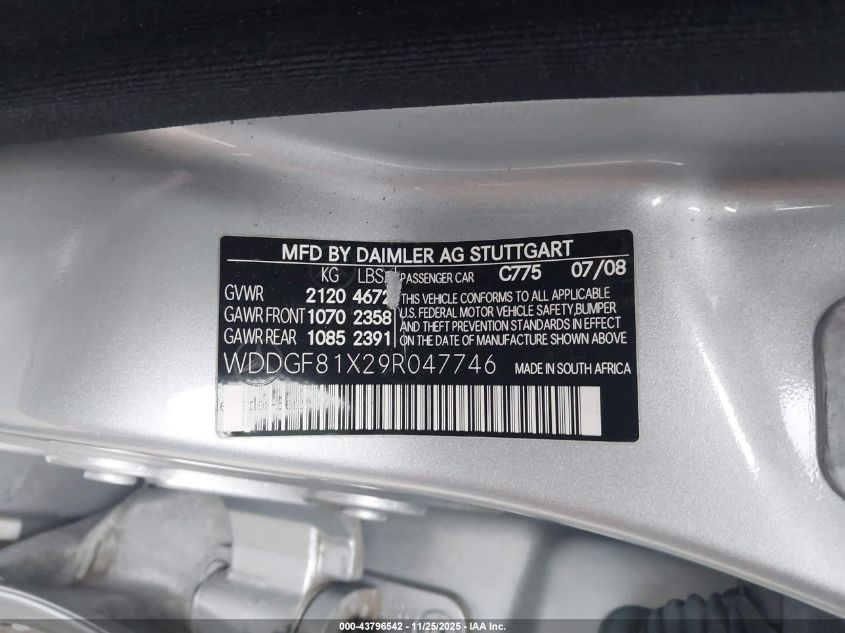 MFD BY DAIMLER AG STUTTGART
KG LBS PASSENGER CAR C775 07/08
GVWR 2120 4672 THIS VEHICLE CONFORMS TO ALL APPLICABLE
GAWR FRONT 1070 2358 U.S. FEDERAL MOTOR VEHICLE SAFETY,BUMPER
GAWR REAR 1085 2391 AND THEFT PREVENTION STANDARDS IN EFFECT
ON THE DATE OF MANUFACTURE SHOWN ABOVE
WDDGF81X29R047746 MADE IN SOUTH AFRICA
000-43796542 - 11/25/2025 - IAA Inc.